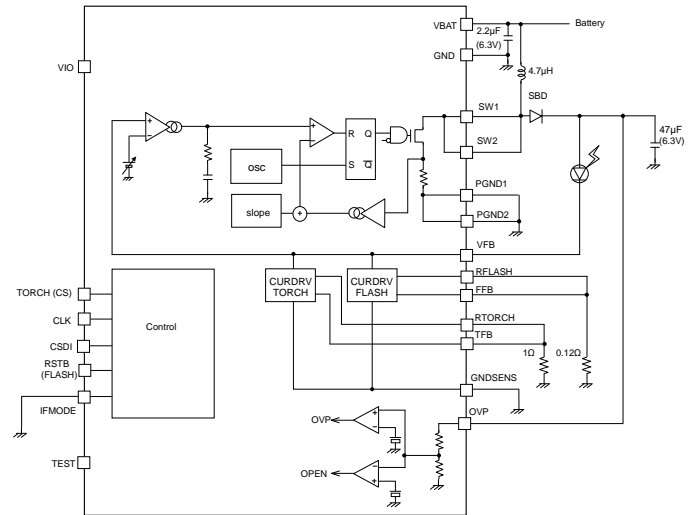 VBAT
Battery
2.2µF
(6.3V)
GND
VIO
4.7µH
SBD
SW1
47µF
(6.3V)
R
Q
S
Q
SW2
osc
slope
PGND1
PGND2
VFB
RFLASH
CURDRV
TORCH
CURDRV
FLASH
FFB
TORCH (CS)
RTORCH
CLK
Control
TFB
1Ω
0.12Ω
CSDI
RSTB
(FLASH)
GNDSENS
IFMODE
OVP
OVP
TEST
OPEN